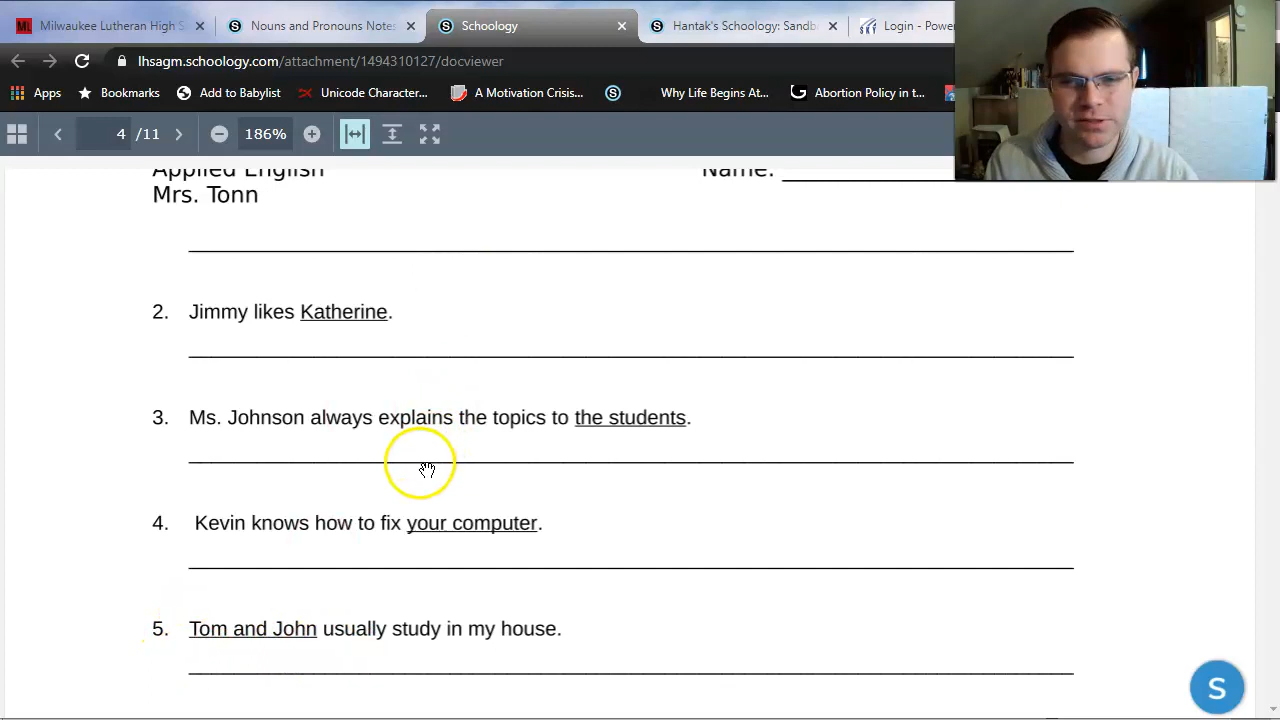 Milwaukee Lutheran High S
Nouns and Pronouns Notes
Schoology
Hantak's Schoology: Sandb
Login - Power
lhsagm.schoology.com/attachment/1494310127/docviewer
Apps
Bookmarks
Add to Babylist
Unicode Character...
A Motivation Crisis...
Why Life Begins At...
Abortion Policy in t...
4 /11
186%
Applied English
Name:
Mrs. Tonn
2. Jimmy likes Katherine.
3. Ms. Johnson always explains the topics to the students.
4. Kevin knows how to fix your computer.
5. Tom and John usually study in my house.
S